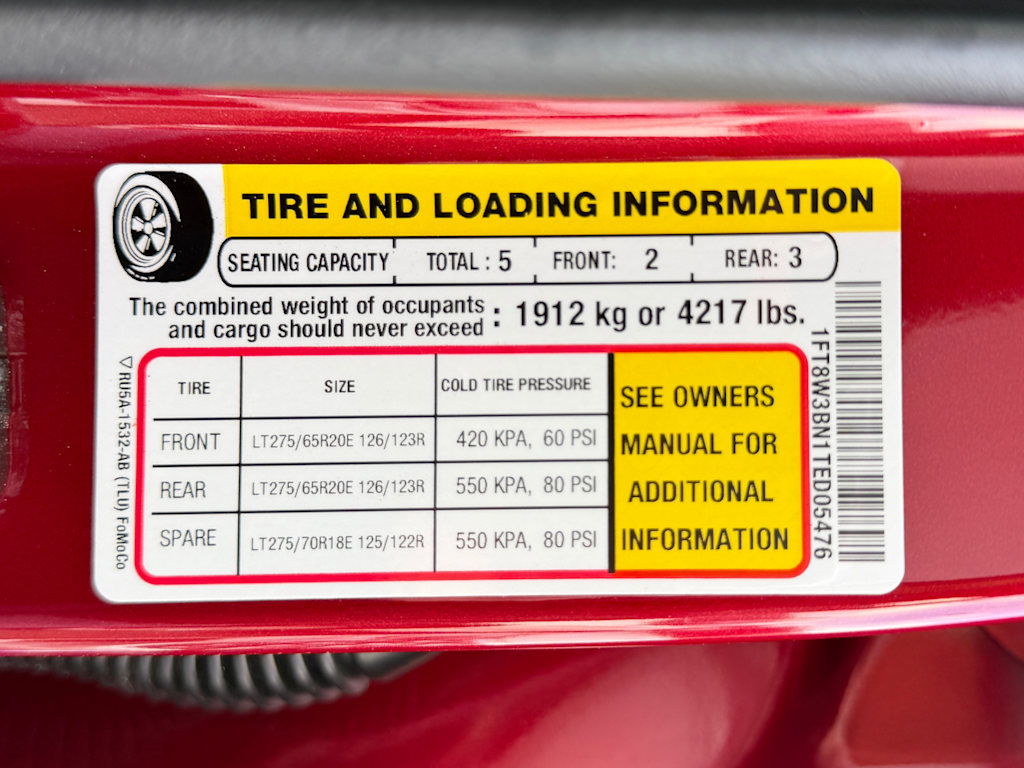 TIRE AND LOADING INFORMATION
SEATING CAPACITY TOTAL : 5 FRONT: 2 REAR: 3
The combined weight of occupants
and cargo should never exceed : 1912 kg or 4217 lbs.
TIRE SIZE COLD TIRE PRESSURE
FRONT LT275/65R20E 126/123R 420 KPA, 60 PSI
REAR LT275/65R20E 126/123R 550 KPA, 80 PSI
SPARE LT275/70R18E 125/122R 550 KPA, 80 PSI
SEE OWNERS
MANUAL FOR
ADDITIONAL
INFORMATION
RU5A-1532-AB (TLU) FoMoCo
1FT8W3BN1TED05476